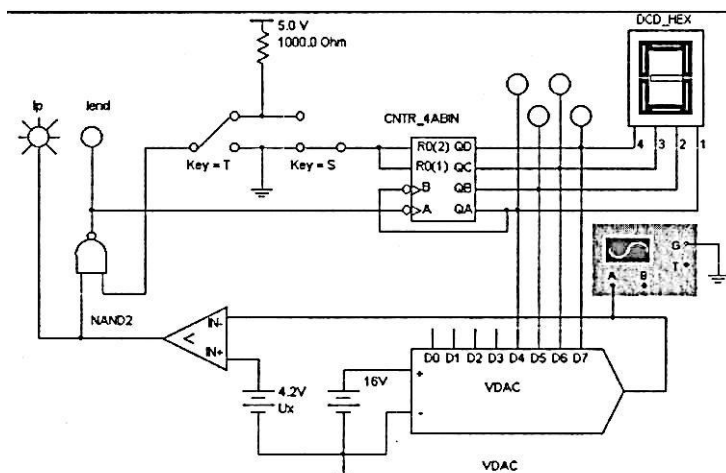 5.0 V
1000.0 Ohm
DCD_HEX
lp
lend
CNTR_4ABIN
Key = T
Key = S
R0(2) QD
R0(1) QC
B QB
A QA
4 3 2 1
G
T
A B
NAND2
IN-
<
IN+
D0 D1 D2 D3 D4 D5 D6 D7
4.2V
Ux
16V
+
-
VDAC
VDAC